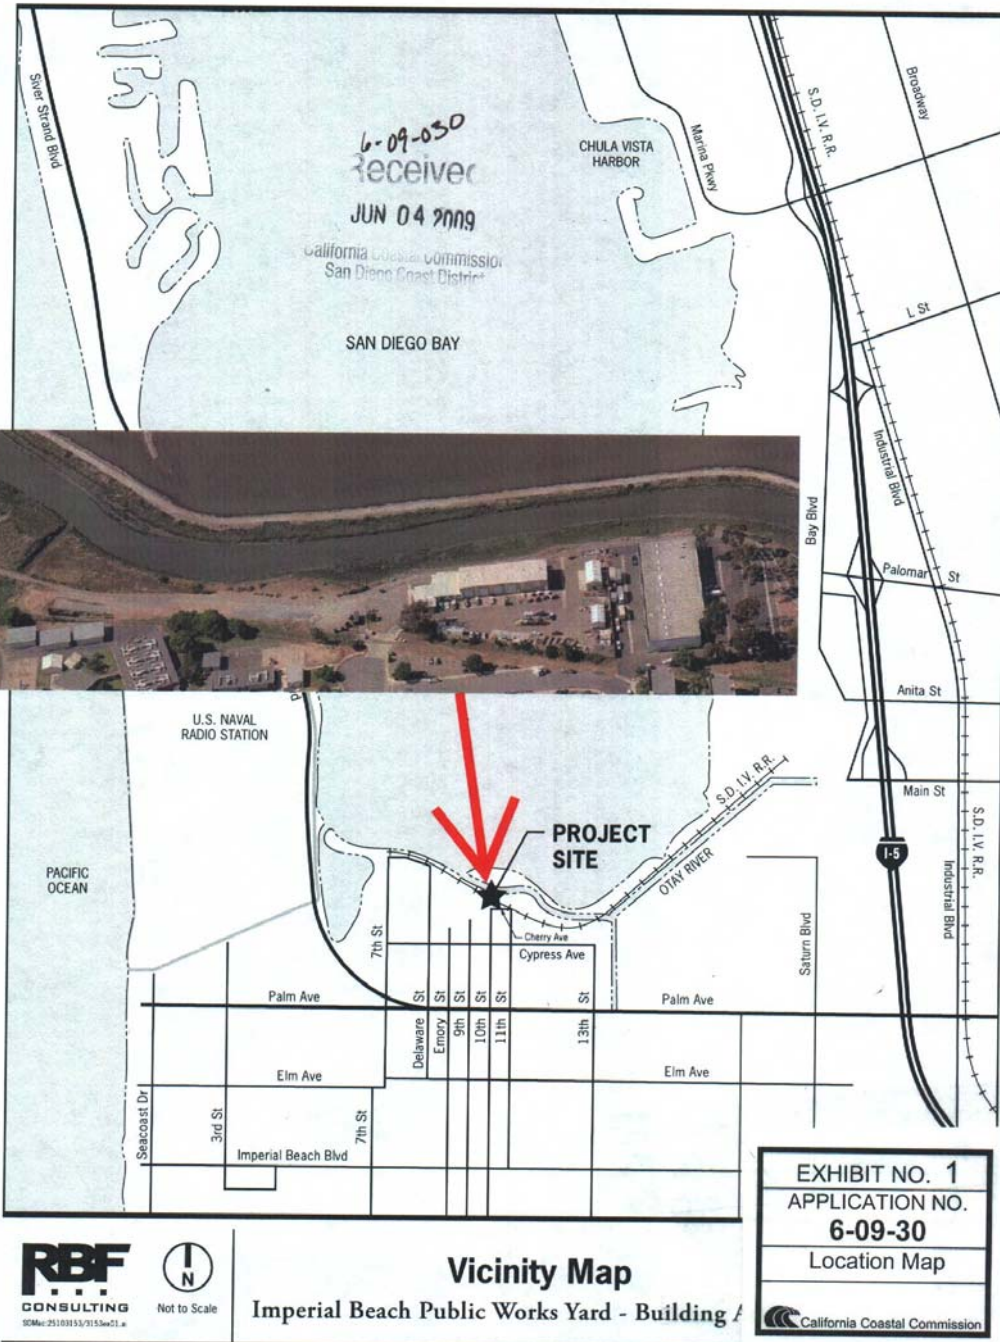 Siver Strand Blvd
6-09-030
Received
JUN 04 2009
California Coastal Commission
San Diego Coast District
SAN DIEGO BAY
CHULA VISTA
HARBOR
Marina Pkwy
S.D. I.V. R.R.
Broadway
L St
Industrial Blvd
Bay Blvd
Palomar St
Anita St
Main St
U.S. NAVAL
RADIO STATION
S.D. I.V. R.R.
S.D. I.V. R.R.
PROJECT
SITE
OTAY RIVER
I-5
PACIFIC
OCEAN
Industrial Blvd
Saturn Blvd
7th St
Cherry Ave
Cypress Ave
Palm Ave
Delaware St
Emory St
9th St
10th St
11th St
13th St
Palm Ave
Elm Ave
Elm Ave
Seacoast Dr
3rd St
7th St
Imperial Beach Blvd
EXHIBIT NO. 1
APPLICATION NO.
6-09-30
Location Map
California Coastal Commission
RBF
CONSULTING
N
Not to Scale
Vicinity Map
Imperial Beach Public Works Yard - Building A